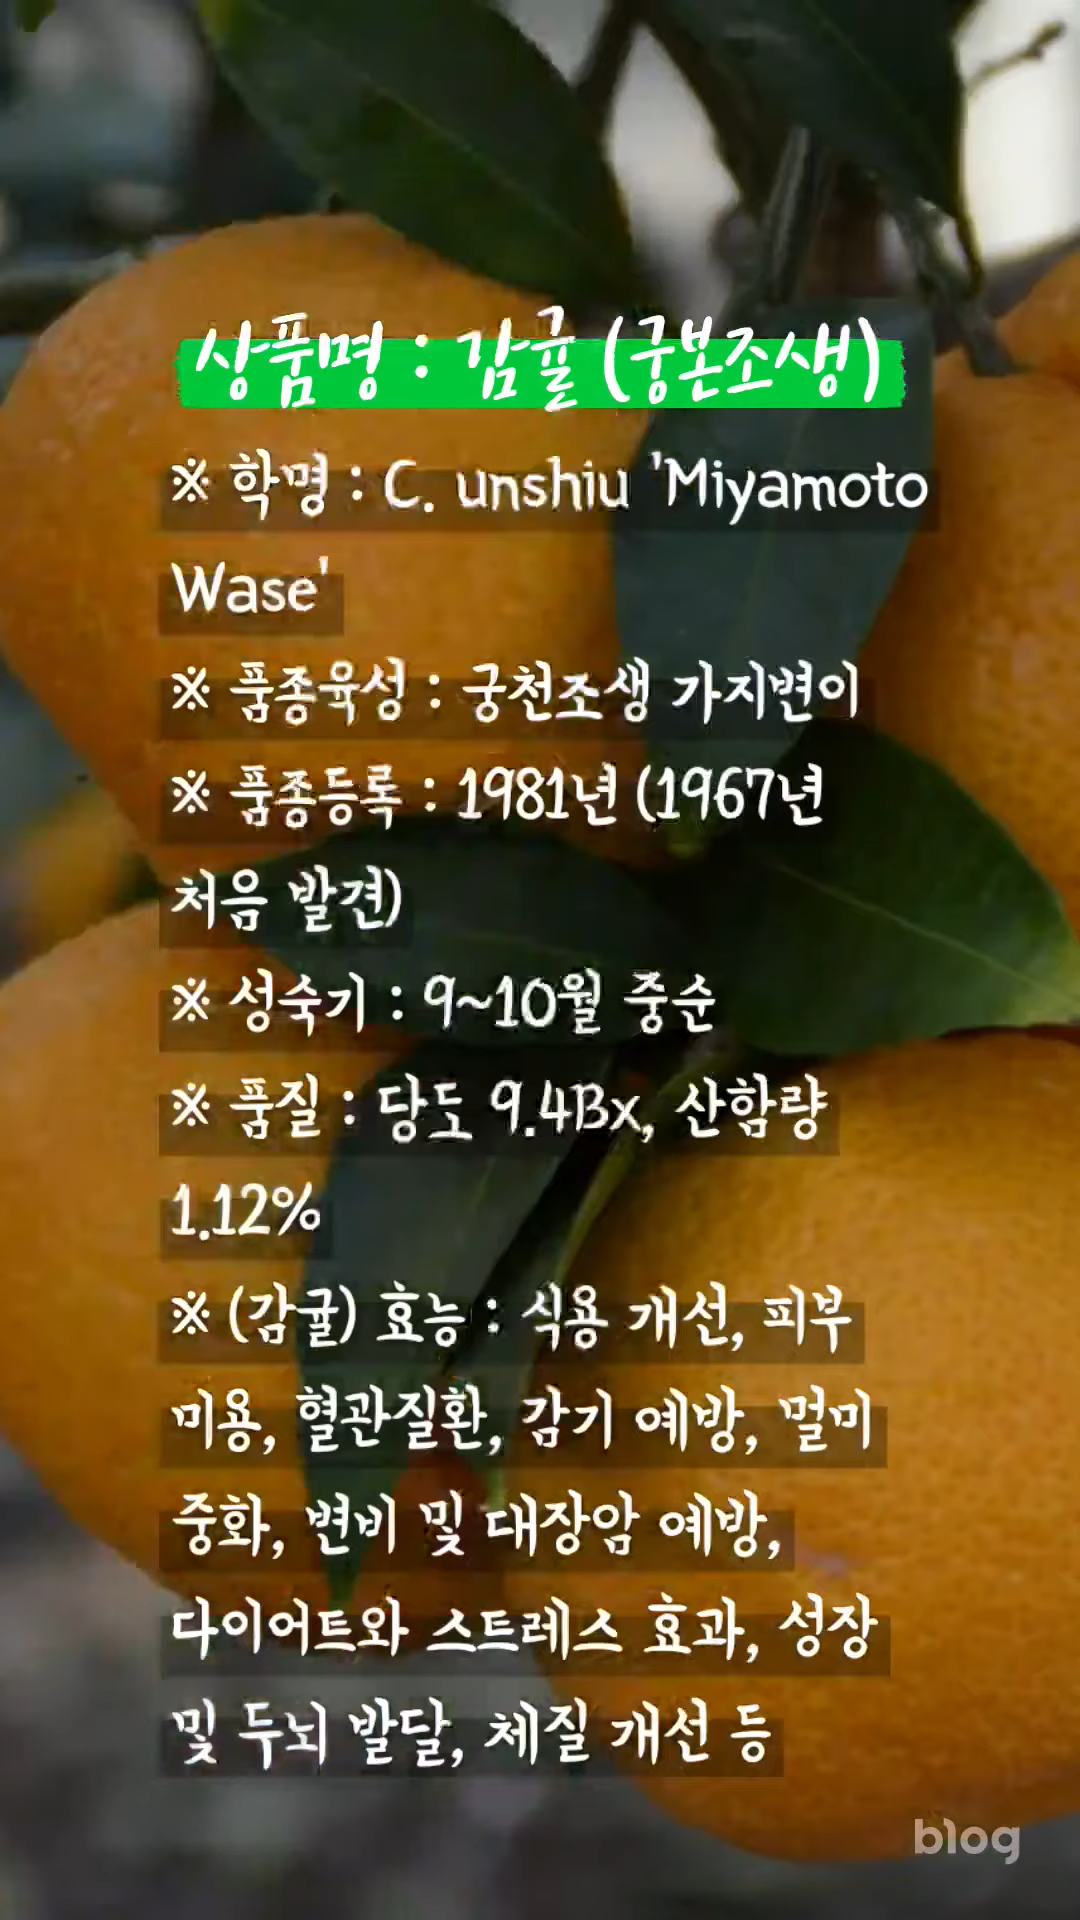 상품명 : 감귤 (궁본조생)
※ 학명 : C. unshiu 'Miyamoto
Wase'
※ 품종육성 : 궁천조생 가지변이
※ 품종등록 : 1981년 (1967년
처음 발견)
※ 성숙기 : 9~10월 중순
※ 품질 : 당도 9.4Bx, 산함량
1.12%
※ (감귤) 효능 : 식용 개선, 피부
미용, 혈관질환, 감기 예방, 멀미
중화, 변비 및 대장암 예방,
다이어트와 스트레스 효과, 성장
및 두뇌 발달, 체질 개선 등
blog